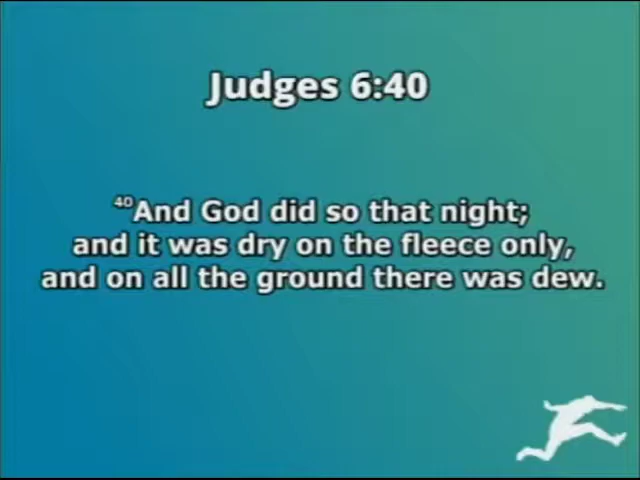 Judges 6:40
40And God did so that night;
and it was dry on the fleece only,
and on all the ground there was dew.